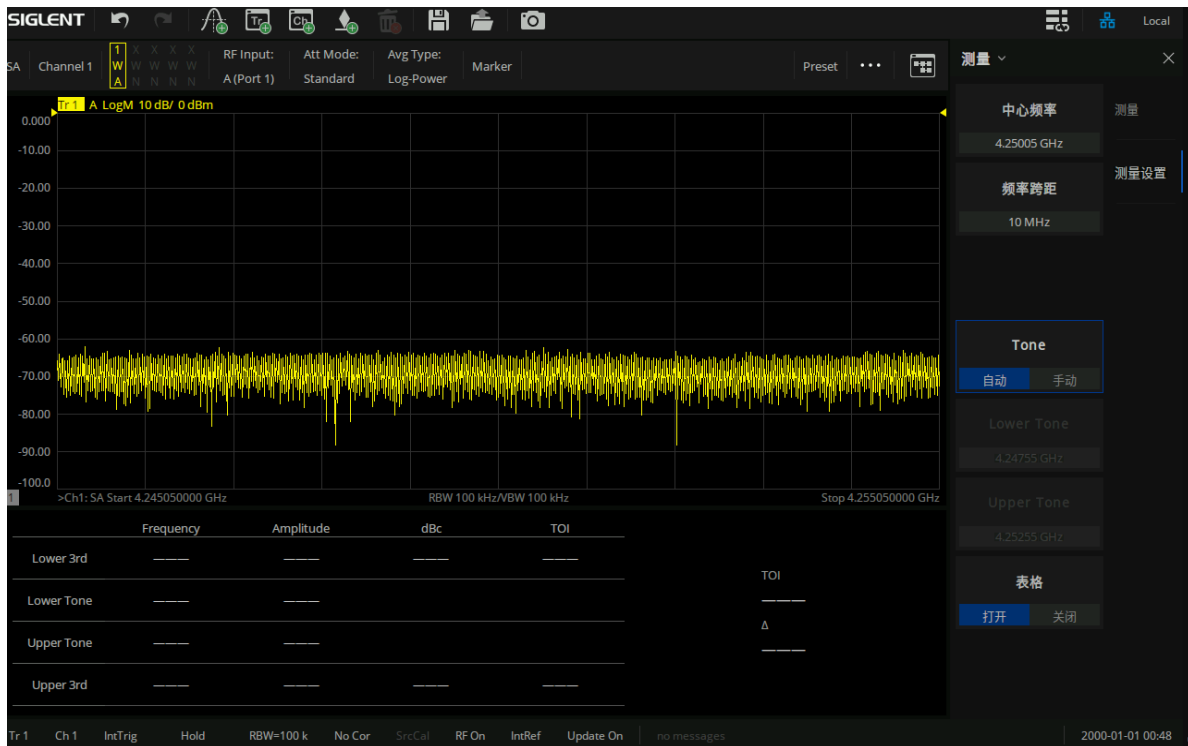 SIGLENT Tr Ch Local
SA Channel 1
1 X X X X
W W W W W
A N N N N
RF Input: Att Mode: Avg Type:
A (Port 1) Standard Log-Power
Marker Preset ···
测量
Tr 1 A LogM 10 dB/ 0 dBm
0.000
-10.00
-20.00
-30.00
-40.00
-50.00
-60.00
-70.00
-80.00
-90.00
-100.0
1 >Ch1: SA Start 4.245050000 GHz RBW 100 kHz/VBW 100 kHz Stop 4.255050000 GHz
Frequency Amplitude dBc TOI
Lower 3rd ——— ——— ——— ———
Lower Tone ——— ———
Upper Tone ——— ———
Upper 3rd ——— ——— ——— ———
TOI
———
Δ
———
中心频率
4.25005 GHz
频率跨距
10 MHz
Tone
自动 手动
Lower Tone
4.24755 GHz
Upper Tone
4.25255 GHz
表格
打开 关闭
测量
测量设置
Tr 1 Ch 1 IntTrig Hold RBW=100 k No Cor SrcCal RF On IntRef Update On no messages 2000-01-01 00:48